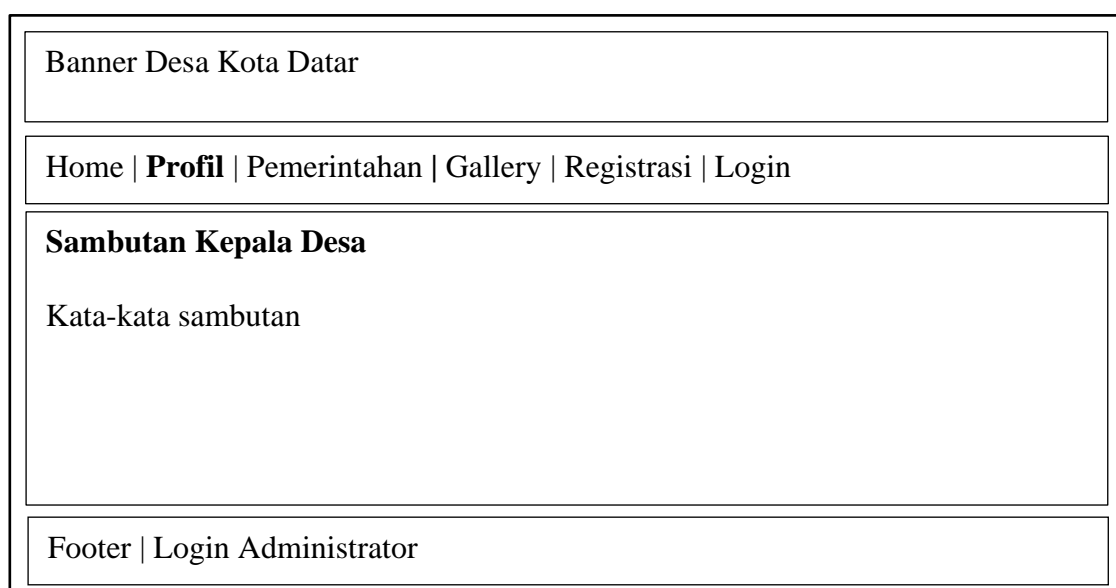 Banner Desa Kota Datar
Home | Profil | Pemerintahan | Gallery | Registrasi | Login
Sambutan Kepala Desa
Kata-kata sambutan
Footer | Login Administrator